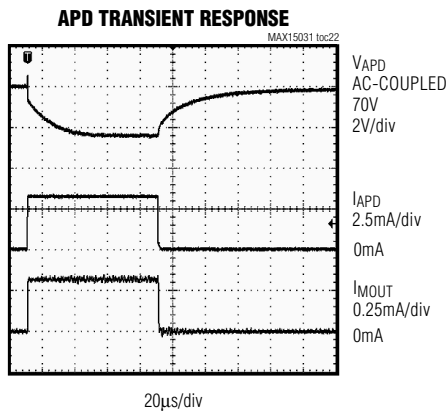 APD TRANSIENT RESPONSE
MAX15031 toc22
T
VAPD
AC-COUPLED
70V
2V/div
IAPD
2.5mA/div
0mA
IMOUT
0.25mA/div
0mA
20μs/div